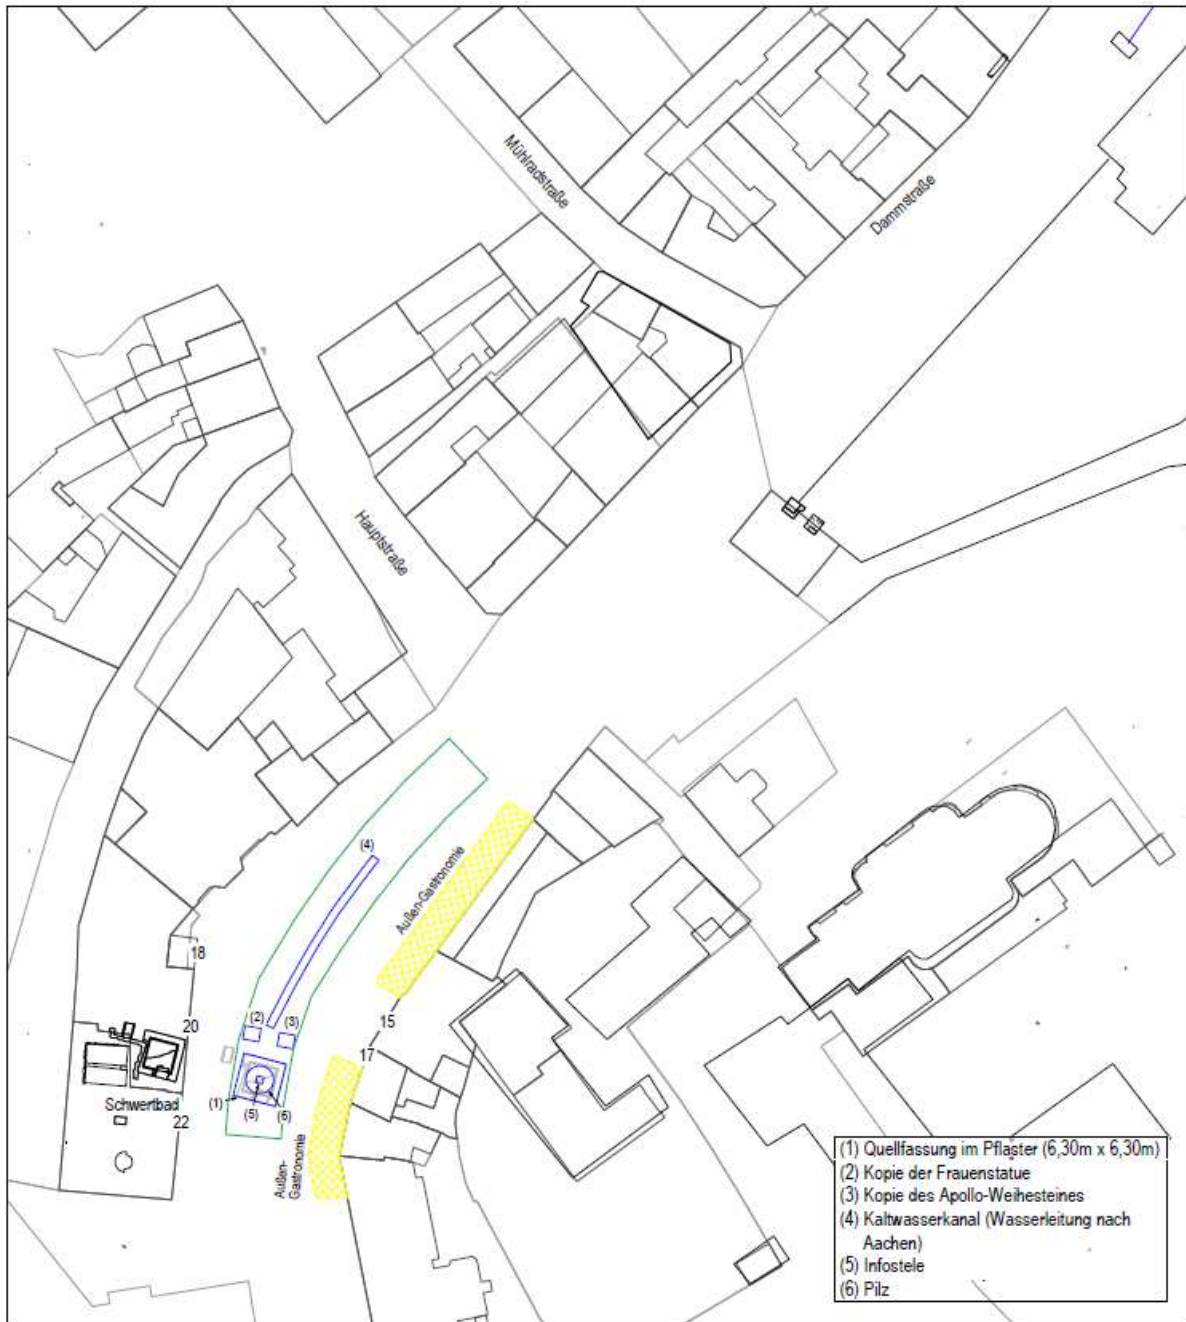 Mühlradstraße
Dammstraße
Hauptstraße
(4)
Außen-Gastronomie
18
20
(2)
(3)
15
17
Schwertbad
(1)
(5)
(6)
22
Außen-
Gastronomie
(1) Quellfassung im Pflaster (6,30m x 6,30m)
(2) Kopie der Frauenstatue
(3) Kopie des Apollo-Weihesteines
(4) Kaltwasserkanal (Wasserleitung nach
Aachen)
(5) Infostele
(6) Pilz